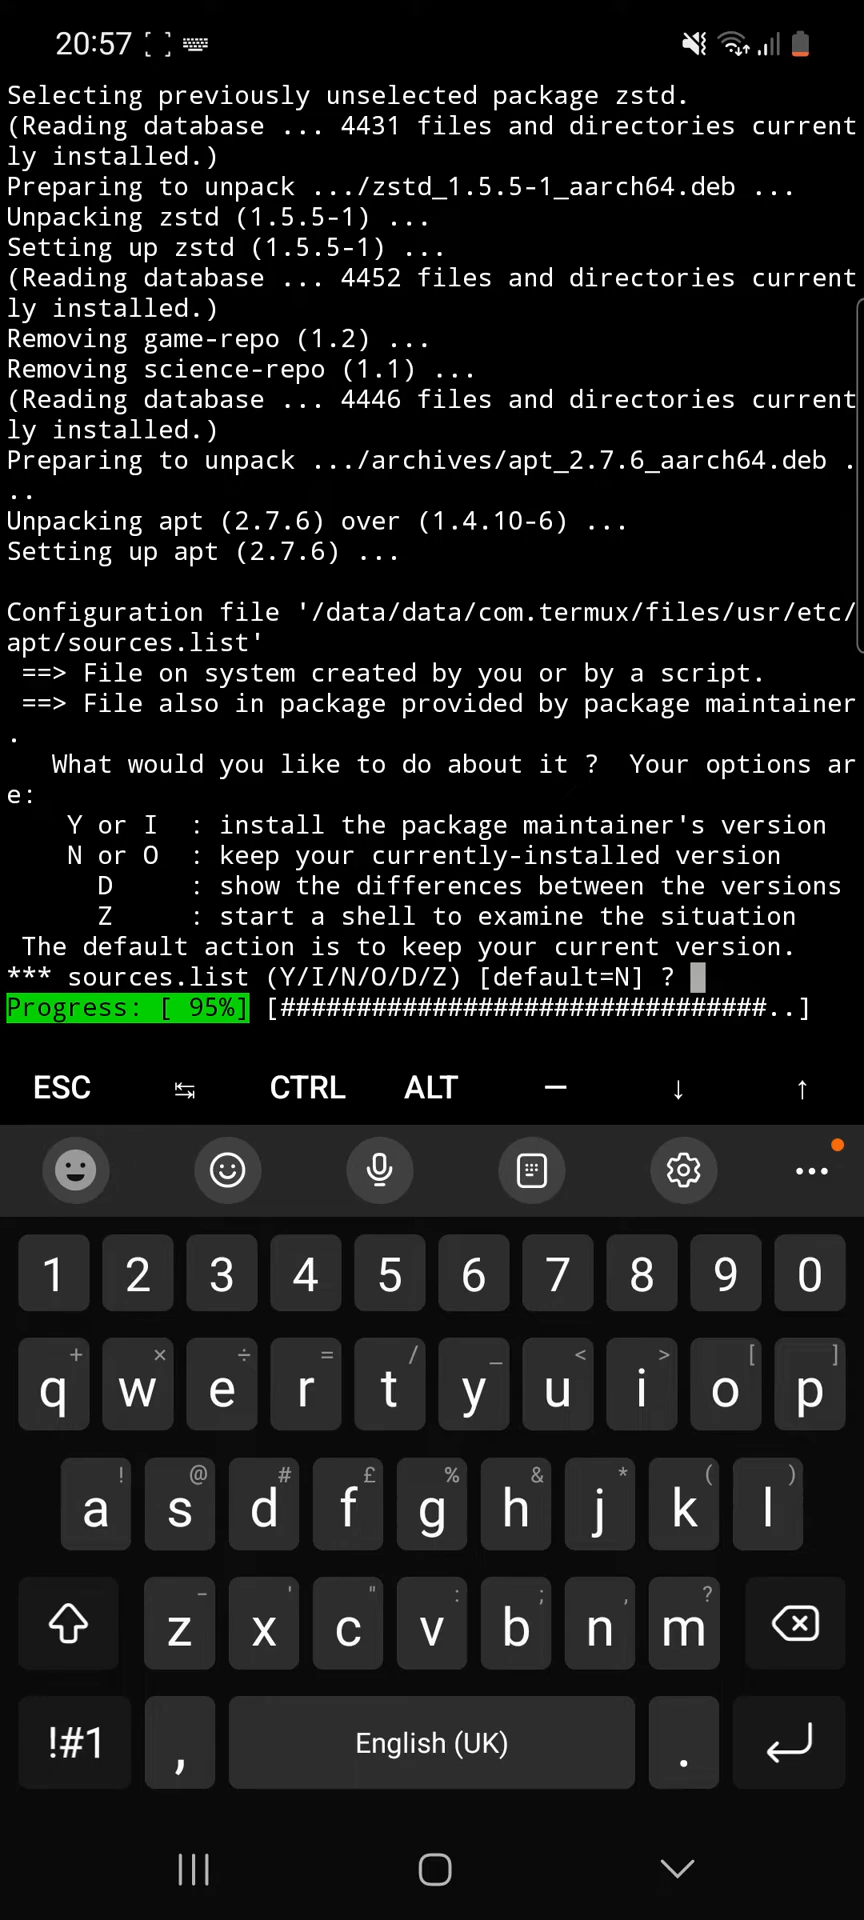 20:57
Selecting previously unselected package zstd.
(Reading database ... 4431 files and directories current
ly installed.)
Preparing to unpack .../zstd_1.5.5-1_aarch64.deb ...
Unpacking zstd (1.5.5-1) ...
Setting up zstd (1.5.5-1) ...
(Reading database ... 4452 files and directories current
ly installed.)
Removing game-repo (1.2) ...
Removing science-repo (1.1) ...
(Reading database ... 4446 files and directories current
ly installed.)
Preparing to unpack .../archives/apt_2.7.6_aarch64.deb .
..
Unpacking apt (2.7.6) over (1.4.10-6) ...
Setting up apt (2.7.6) ...
Configuration file '/data/data/com.termux/files/usr/etc/
apt/sources.list'
 ==> File on system created by you or by a script.
 ==> File also in package provided by package maintainer
.
   What would you like to do about it ?  Your options ar
e:
    Y or I  : install the package maintainer's version
    N or O  : keep your currently-installed version
      D     : show the differences between the versions
      Z     : start a shell to examine the situation
 The default action is to keep your current version.
*** sources.list (Y/I/N/O/D/Z) [default=N] ?
Progress: [ 95%] [################################..]
ESC ↹ CTRL ALT — ↓ ↑
1 2 3 4 5 6 7 8 9 0
+ × ÷ = / _ < > [ ]
q w e r t y u i o p
! @ # £ % & * ( )
a s d f g h j k l
- ' " : ; , ?
z x c v b n m
!#1 , English (UK) .